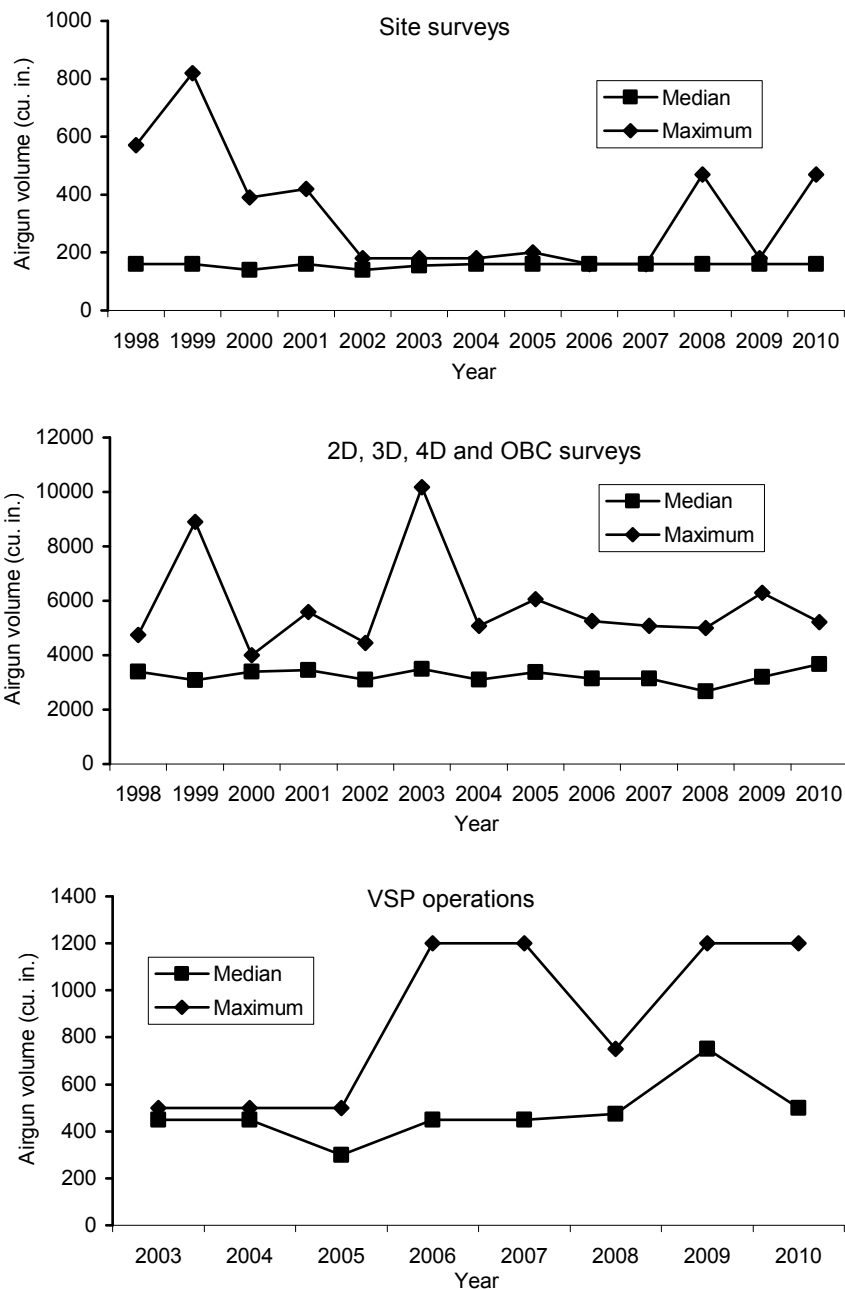 Site surveys
Airgun volume (cu. in.)
1000
800
600
400
200
0
Median
Maximum
1998 1999 2000 2001 2002 2003 2004 2005 2006 2007 2008 2009 2010
Year
2D, 3D, 4D and OBC surveys
Airgun volume (cu. in.)
12000
10000
8000
6000
4000
2000
0
Median
Maximum
1998 1999 2000 2001 2002 2003 2004 2005 2006 2007 2008 2009 2010
Year
VSP operations
Airgun volume (cu. in.)
1400
1200
1000
800
600
400
200
0
Median
Maximum
2003 2004 2005 2006 2007 2008 2009 2010
Year